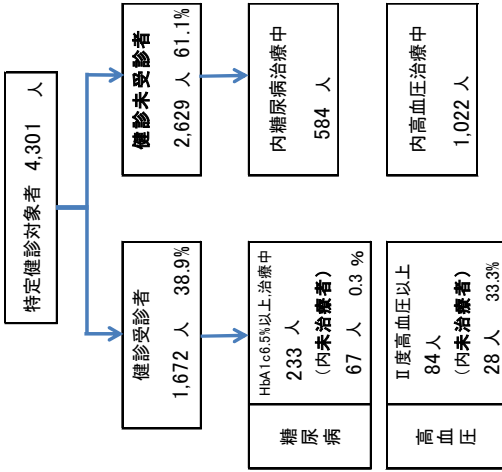 特定健診対象者 4,301 人
健診受診者
1,672 人 38.9%
健診未受診者
2,629 人 61.1%
糖尿病
HbA1c6.5%以上,治療中
233 人
（内未治療者）
67 人 0.3 %
内糖尿病治療中
584 人
高血圧
Ⅱ度高血圧以上
84人
（内未治療者）
28 人 33.3%
内高血圧治療中
1,022 人